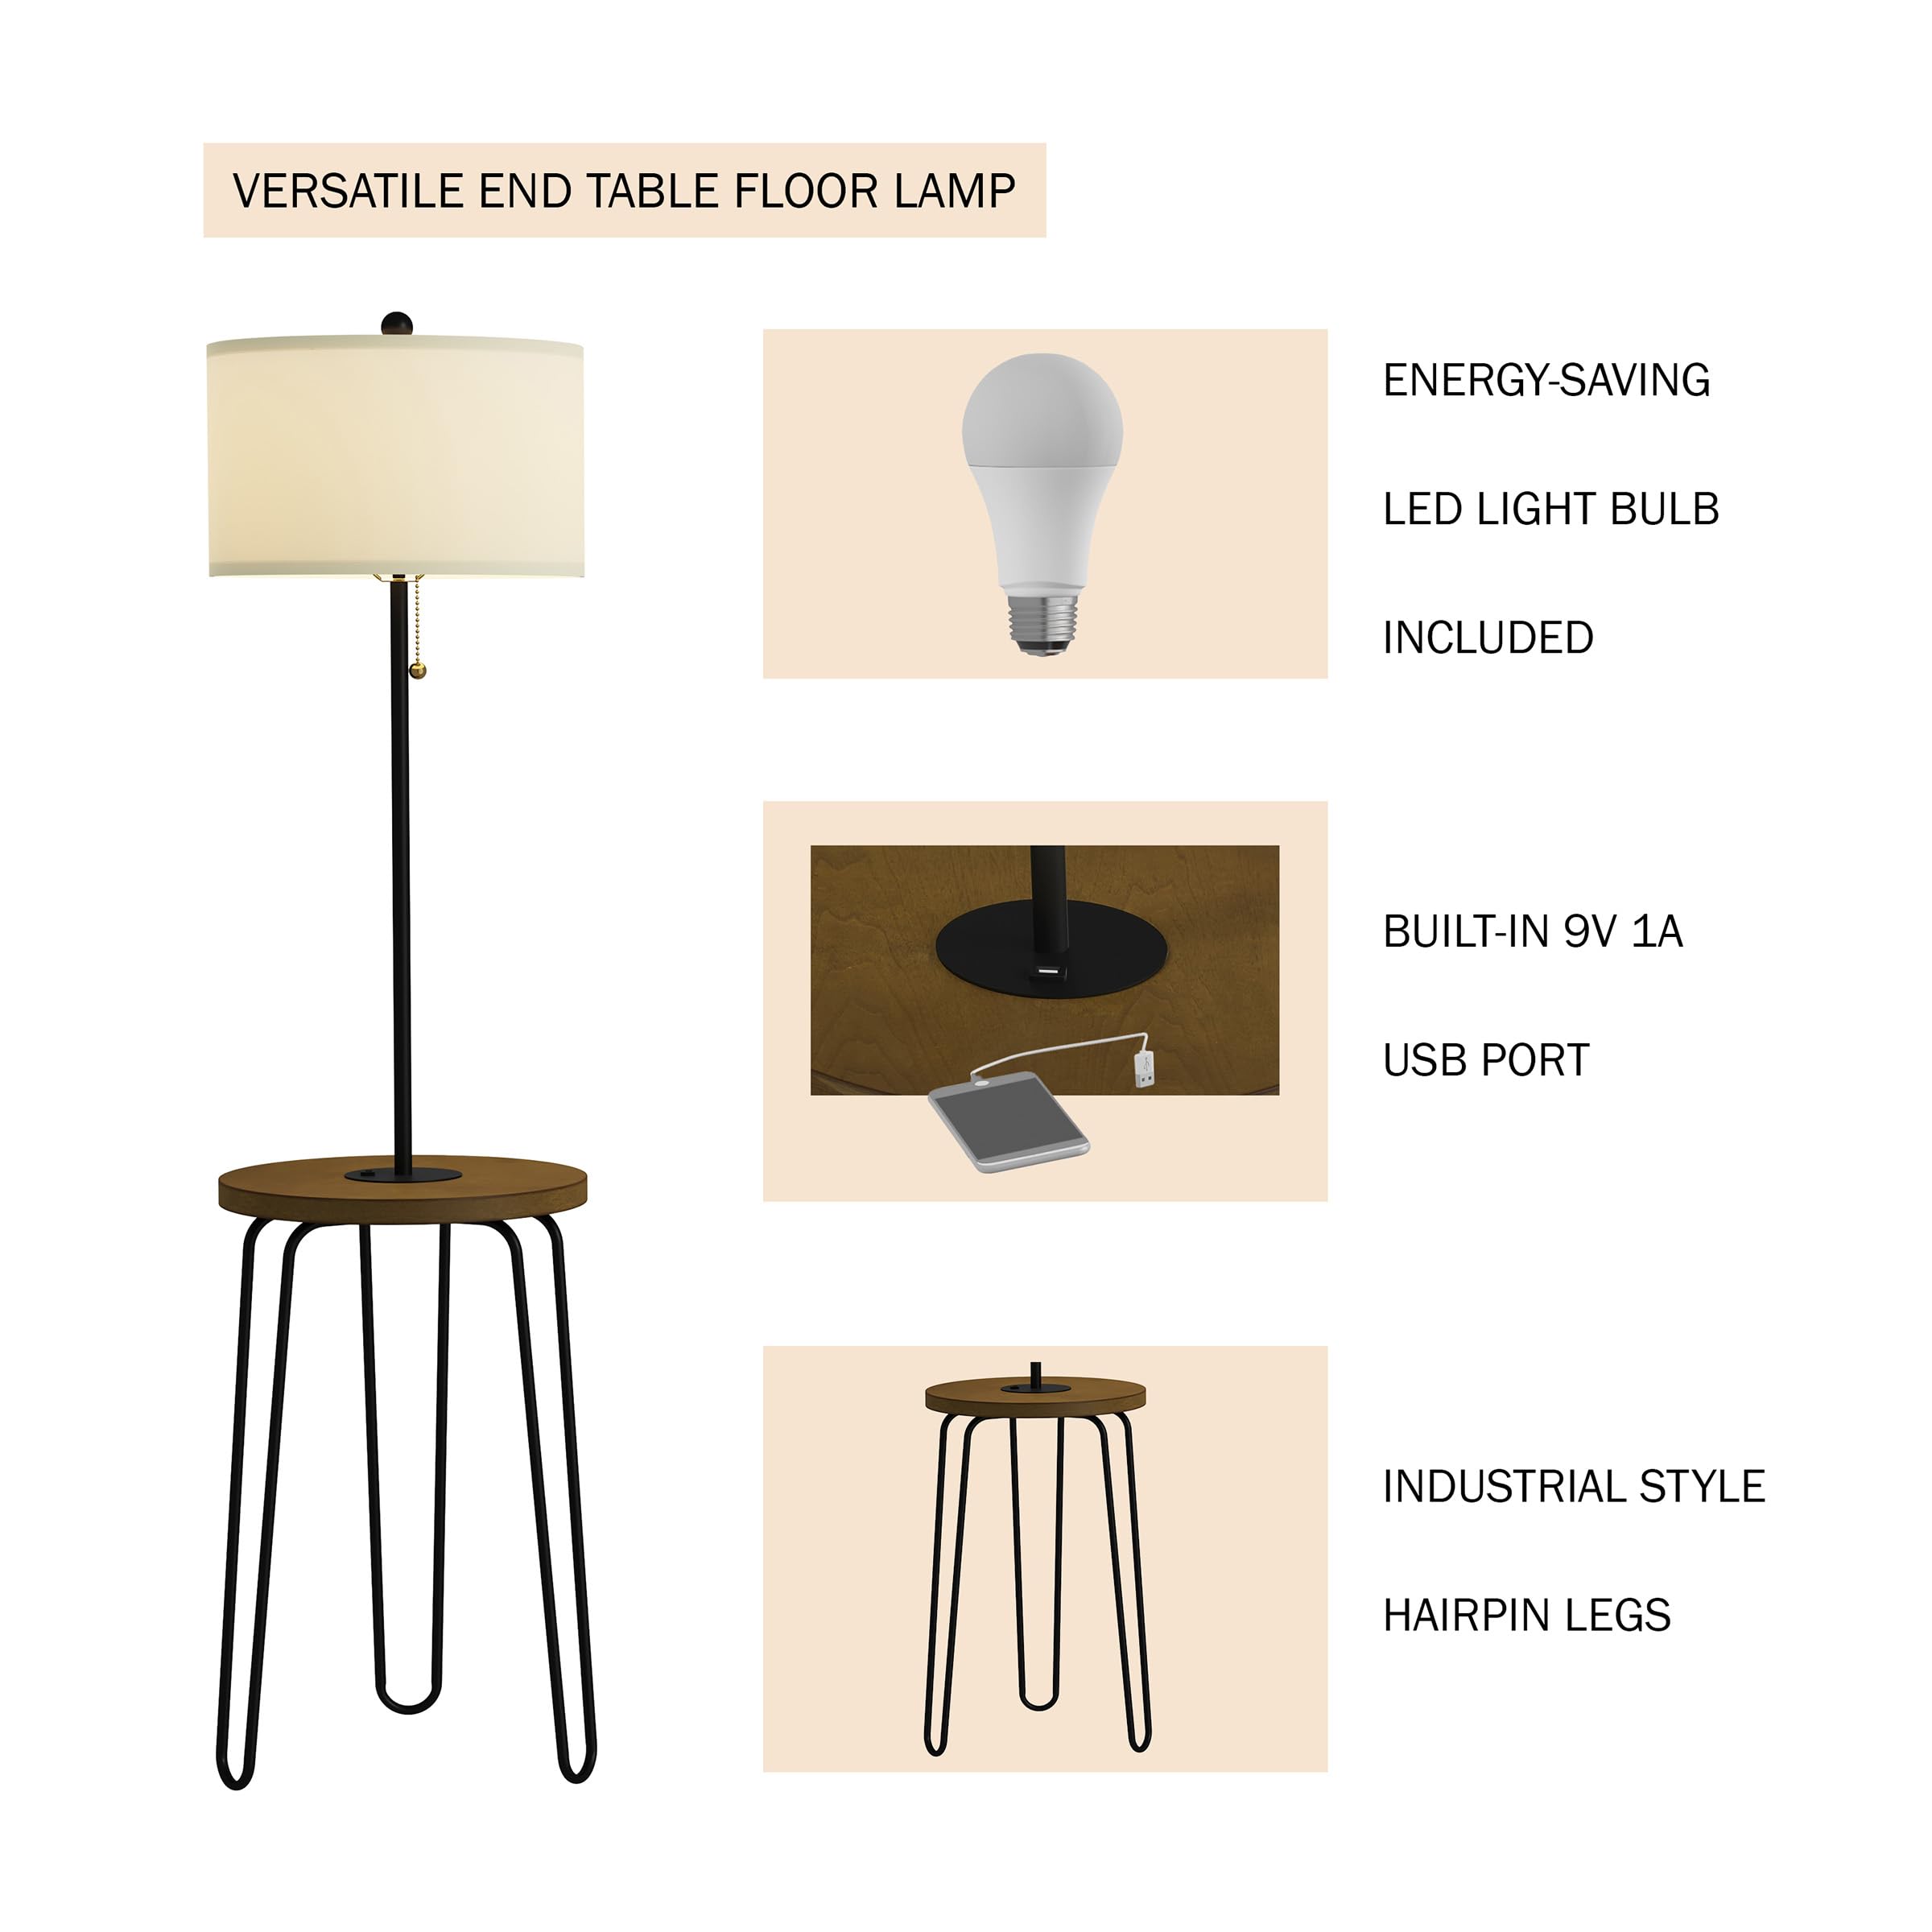 VERSATILE END TABLE FLOOR LAMP
ENERGY-SAVING
LED LIGHT BULB
INCLUDED
BUILT-IN 9V 1A
USB PORT
INDUSTRIAL STYLE
HAIRPIN LEGS